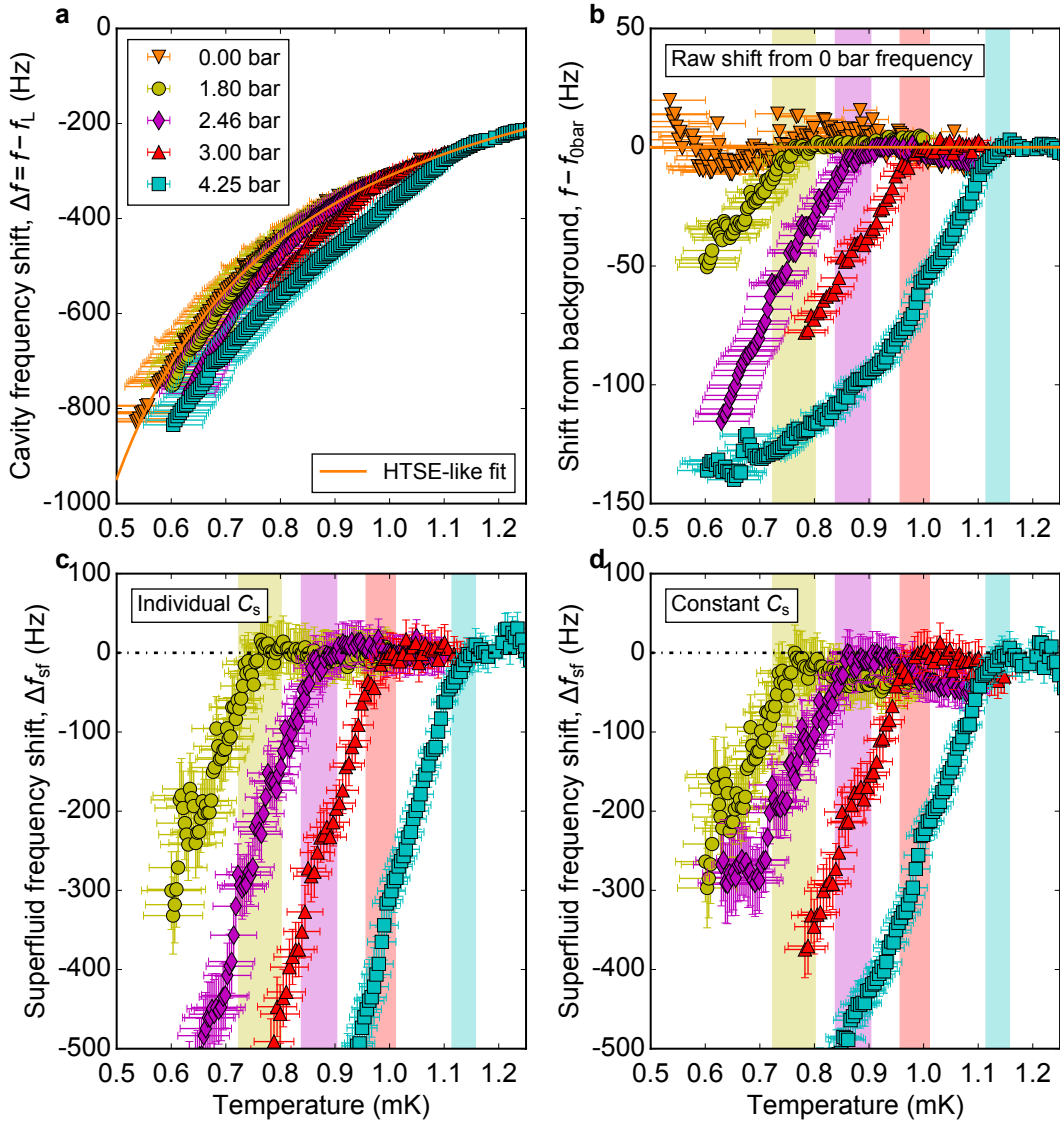 a
b
0
-200
-400
-600
-800
-1000
Cavity frequency shift, Δf = f − f_L (Hz)
0.00 bar
1.80 bar
2.46 bar
3.00 bar
4.25 bar
HTSE-like fit
0.5 0.6 0.7 0.8 0.9 1.0 1.1 1.2
50
0
-50
-100
-150
Shift from background, f − f_0bar (Hz)
Raw shift from 0 bar frequency
0.5 0.6 0.7 0.8 0.9 1.0 1.1 1.2
c
d
100
0
-100
-200
-300
-400
-500
Superfluid frequency shift, Δf_sf (Hz)
Individual C_s
0.5 0.6 0.7 0.8 0.9 1.0 1.1 1.2
Temperature (mK)
100
0
-100
-200
-300
-400
-500
Superfluid frequency shift, Δf_sf (Hz)
Constant C_s
0.5 0.6 0.7 0.8 0.9 1.0 1.1 1.2
Temperature (mK)